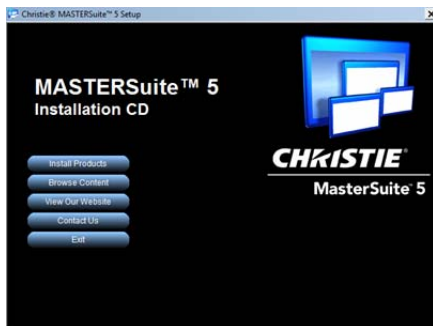 Christie® MASTERSuite™ 5 Setup
MASTERSuite™ 5
Installation CD
Install Products
Browse Content
View Our Website
Contact Us
Exit
CHRISTIE®
MasterSuite™ 5